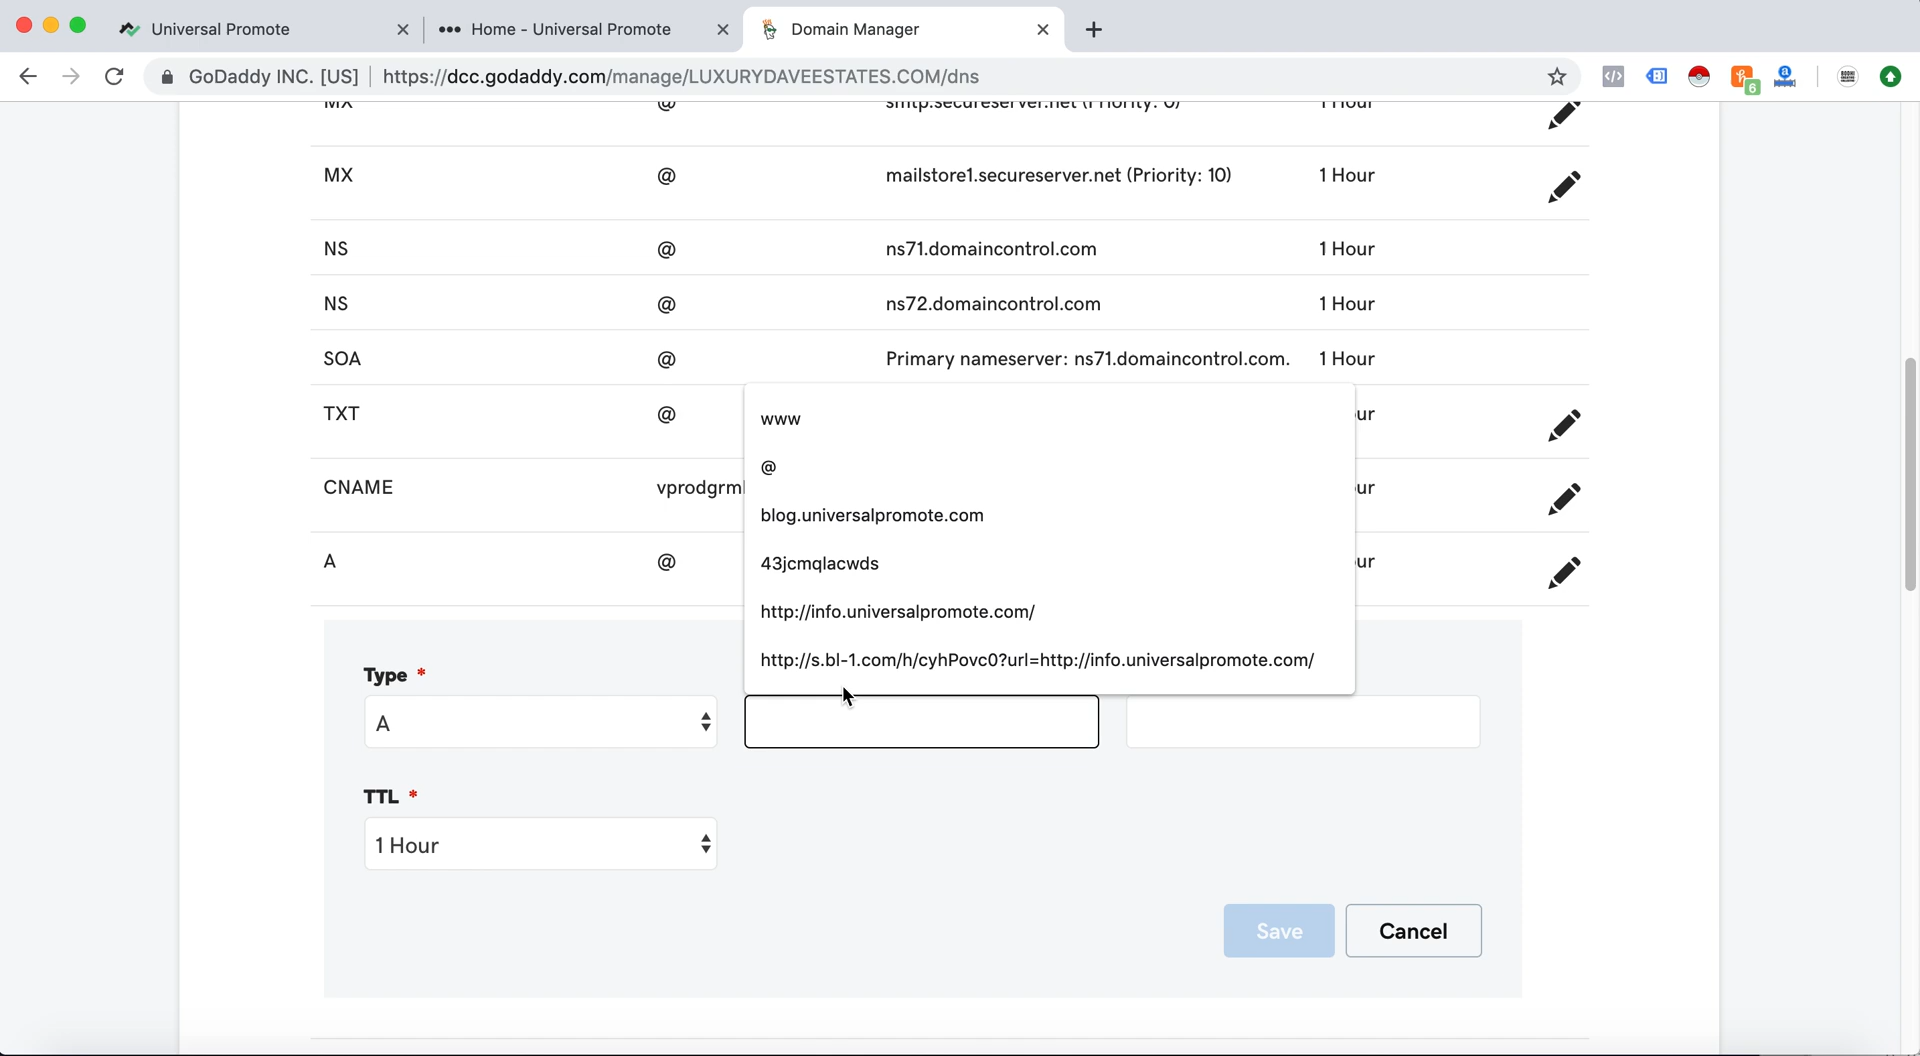 Universal Promote
Home - Universal Promote
Domain Manager
GoDaddy INC. [US] https://dcc.godaddy.com/manage/LUXURYDAVEESTATES.COM/dns
6
MX @ smtp.secureserver.net (Priority: 0) 1 Hour
MX @ mailstore1.secureserver.net (Priority: 10) 1 Hour
NS @ ns71.domaincontrol.com 1 Hour
NS @ ns72.domaincontrol.com 1 Hour
SOA @ Primary nameserver: ns71.domaincontrol.com. 1 Hour
TXT @ ur
CNAME vprodgrml ur
A @ ur
www
@
blog.universalpromote.com
43jcmqlacwds
http://info.universalpromote.com/
http://s.bl-1.com/h/cyhPovc0?url=http://info.universalpromote.com/
Type *
A
TTL *
1 Hour
Save Cancel